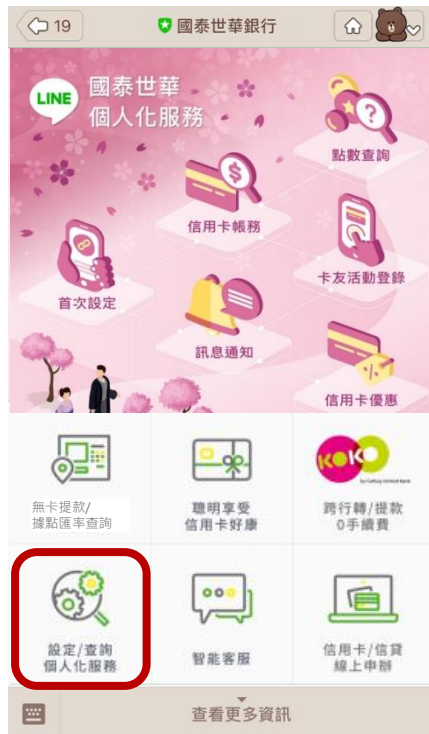 19
國泰世華銀行
LINE
國泰世華
個人化服務
點數查詢
信用卡帳務
卡友活動登錄
首次設定
訊息通知
信用卡優惠
無卡提款/
據點匯率查詢
聰明享受
信用卡好康
KOKO
by Cathay United Bank
跨行轉/提款
0手續費
設定/查詢
個人化服務
智能客服
信用卡/信貸
線上申辦
查看更多資訊